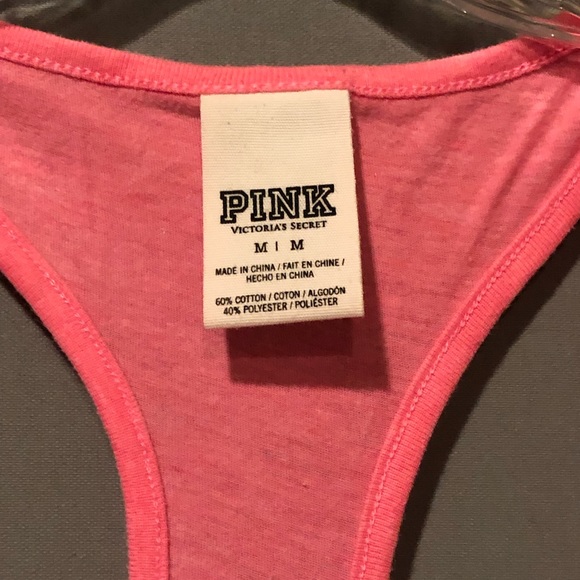 PINK
VICTORIA'S SECRET
M | M
MADE IN CHINA / FAIT EN CHINE /
HECHO EN CHINA
60% COTTON / COTON / ALGODÓN
40% POLYESTER / POLIÉSTER